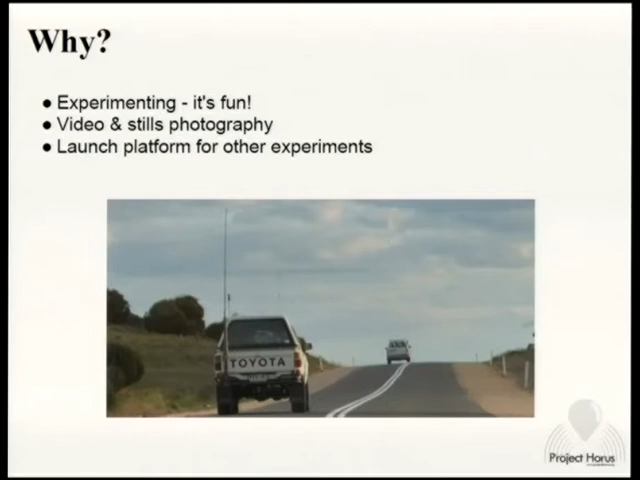 Why?
● Experimenting - it's fun!
● Video & stills photography
● Launch platform for other experiments
TOYOTA
Project Horus